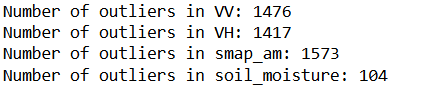 Number of outliers in VV: 1476
Number of outliers in VH: 1417
Number of outliers in smap_am: 1573
Number of outliers in soil_moisture: 104